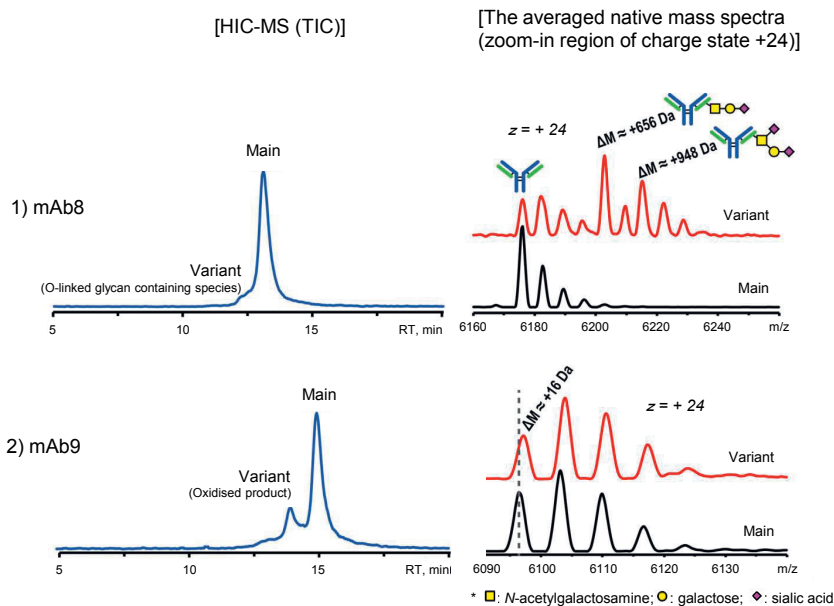 [HIC-MS (TIC)]
[The averaged native mass spectra
(zoom-in region of charge state +24)]
1) mAb8
Main
Variant
(O-linked glycan containing species)
5
10
15
RT, min
z = + 24
ΔM ≈ +656 Da
ΔM ≈ +948 Da
Variant
Main
6160
6180
6200
6220
6240
m/z
2) mAb9
Main
Variant
(Oxidised product)
5
10
15
RT, min
ΔM ≈ +16 Da
z = + 24
Variant
Main
6090
6100
6110
6120
6130
m/z
* : N-acetylgalactosamine; : galactose; : sialic acid